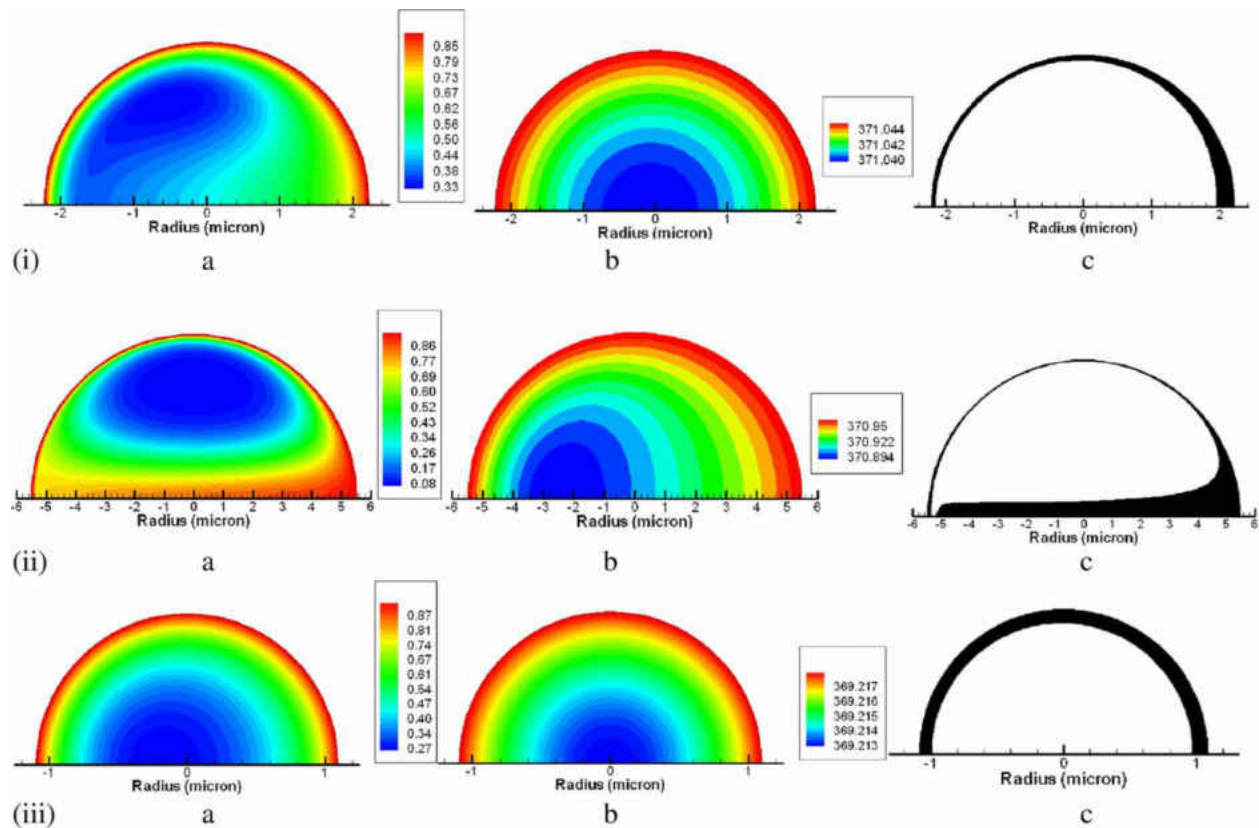 0.85
0.79
0.73
0.67
0.62
0.56
0.50
0.44
0.38
0.33
371.044
371.042
371.040
-2 -1 0 1 2
Radius (micron)
-2 -1 0 1 2
Radius (micron)
-2 -1 0 1 2
Radius (micron)
(i) a b c
0.86
0.77
0.69
0.60
0.52
0.43
0.34
0.26
0.17
0.08
370.95
370.922
370.894
-6 -5 -4 -3 -2 -1 0 1 2 3 4 5 6
Radius (micron)
-6 -5 -4 -3 -2 -1 0 1 2 3 4 5 6
Radius (micron)
-6 -5 -4 -3 -2 -1 0 1 2 3 4 5 6
Radius (micron)
(ii) a b c
0.87
0.81
0.74
0.67
0.61
0.54
0.47
0.40
0.34
0.27
369.217
369.216
369.215
369.214
369.213
-1 0 1
Radius (micron)
-1 0 1
Radius (micron)
-1 0 1
Radius (micron)
(iii) a b c